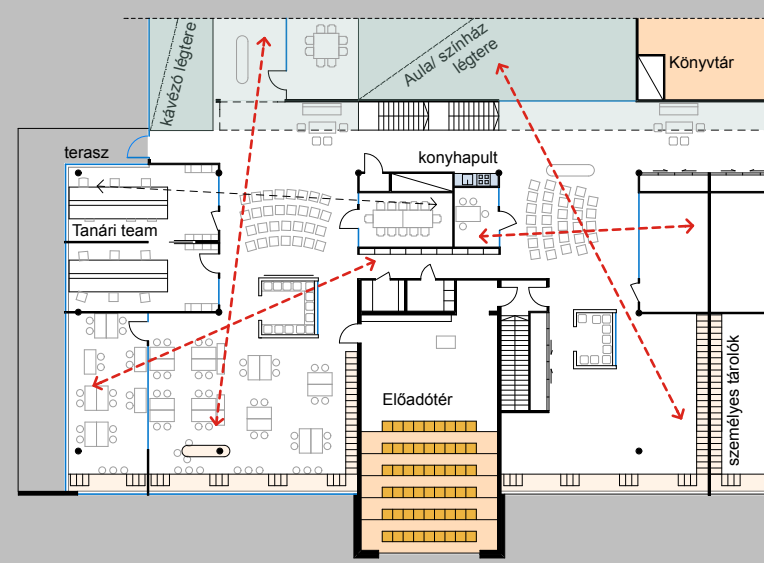 kávézó légtere
Aula/ színház
légtere
Könyvtár
terasz
konyhapult
Tanári team
Előadótér
személyes tárolók